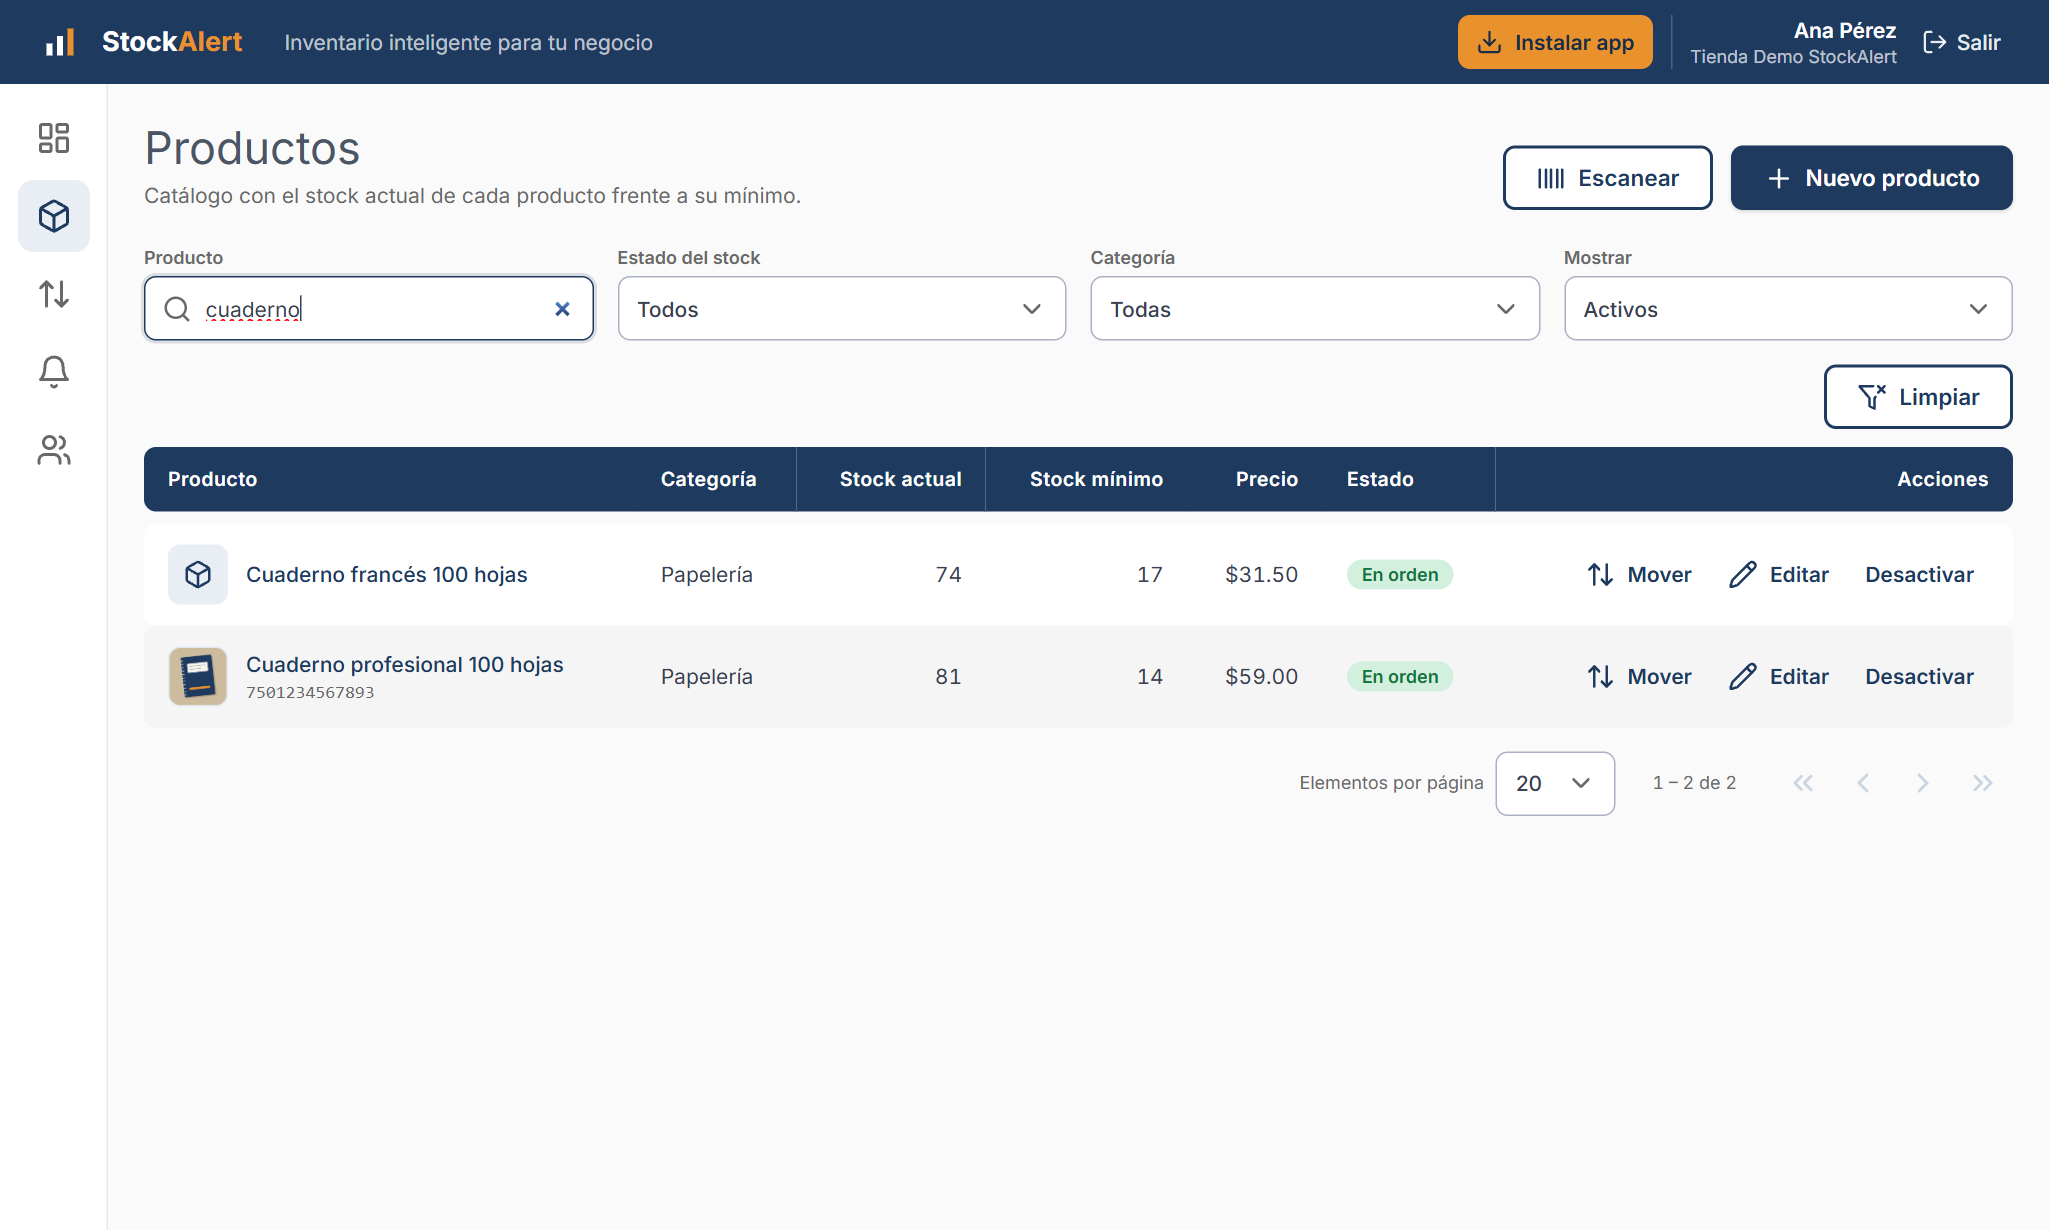 StockAlert
Inventario inteligente para tu negocio
Instalar app
Ana Pérez
Tienda Demo StockAlert
Salir
Productos
Catálogo con el stock actual de cada producto frente a su mínimo.
Escanear
Nuevo producto
Producto
Estado del stock
Categoría
Mostrar
cuaderno
Todos
Todas
Activos
Limpiar
Producto Categoría Stock actual Stock mínimo Precio Estado Acciones
Cuaderno francés 100 hojas Papelería 74 17 $31.50 En orden Mover Editar Desactivar
Cuaderno profesional 100 hojas Papelería 81 14 $59.00 En orden Mover Editar Desactivar
7501234567893
Elementos por página 20 1 – 2 de 2